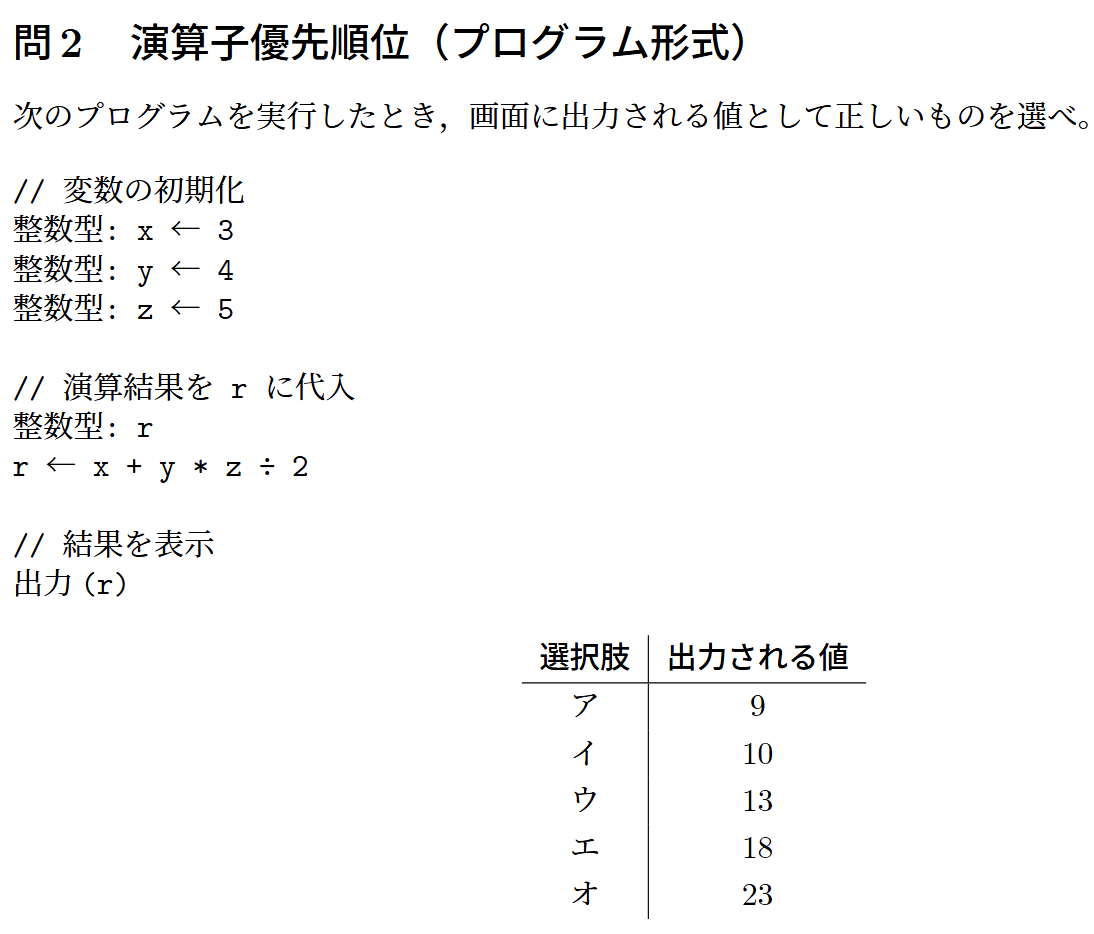 問 2 演算子優先順位（プログラム形式）
次のプログラムを実行したとき，画面に出力される値として正しいものを選べ。
// 変数の初期化
整数型: x ← 3
整数型: y ← 4
整数型: z ← 5
// 演算結果を r に代入
整数型: r
r ← x + y * z ÷ 2
// 結果を表示
出力(r)
選択肢 出力される値
ア 9
イ 10
ウ 13
エ 18
オ 23